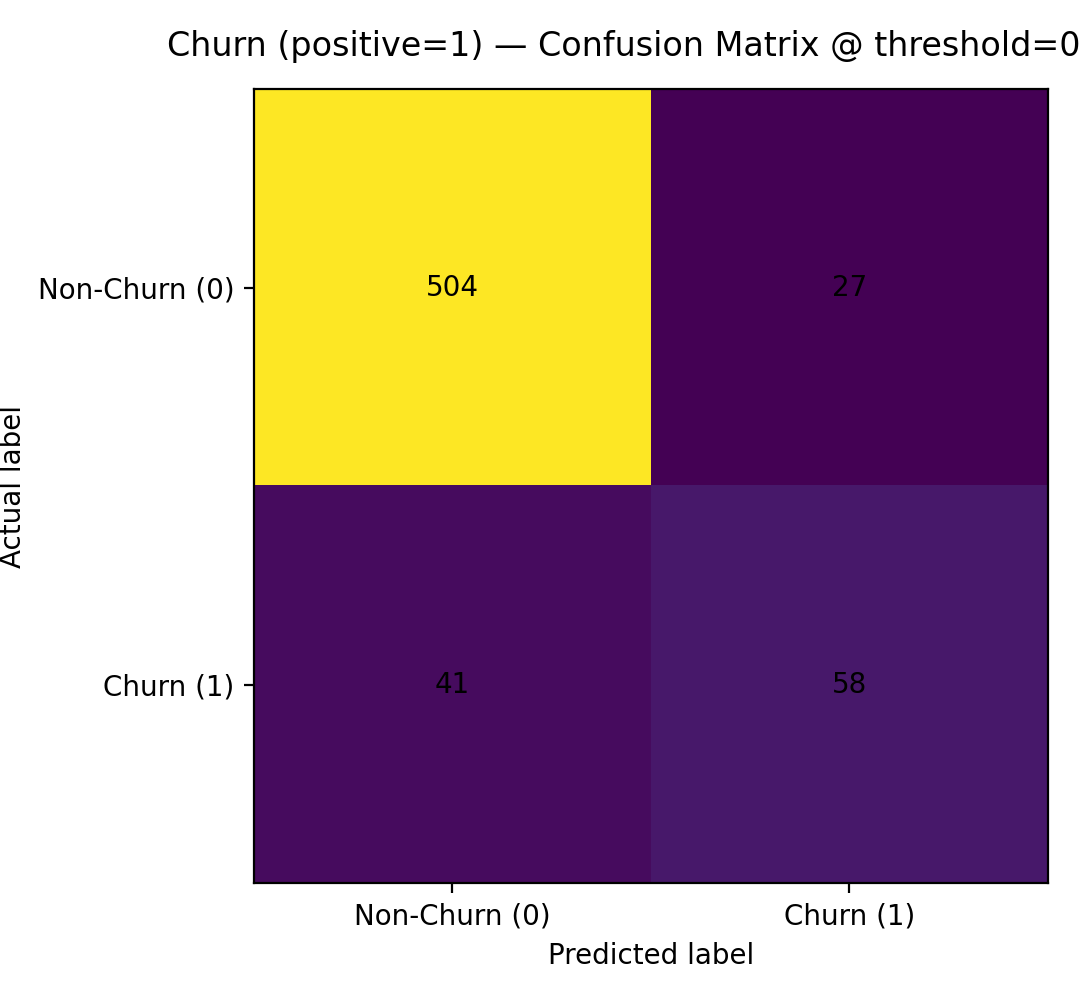 Churn (positive=1) — Confusion Matrix @ threshold=0
504
27
Non-Churn (0)
Actual label
41
58
Churn (1)
Non-Churn (0)
Churn (1)
Predicted label